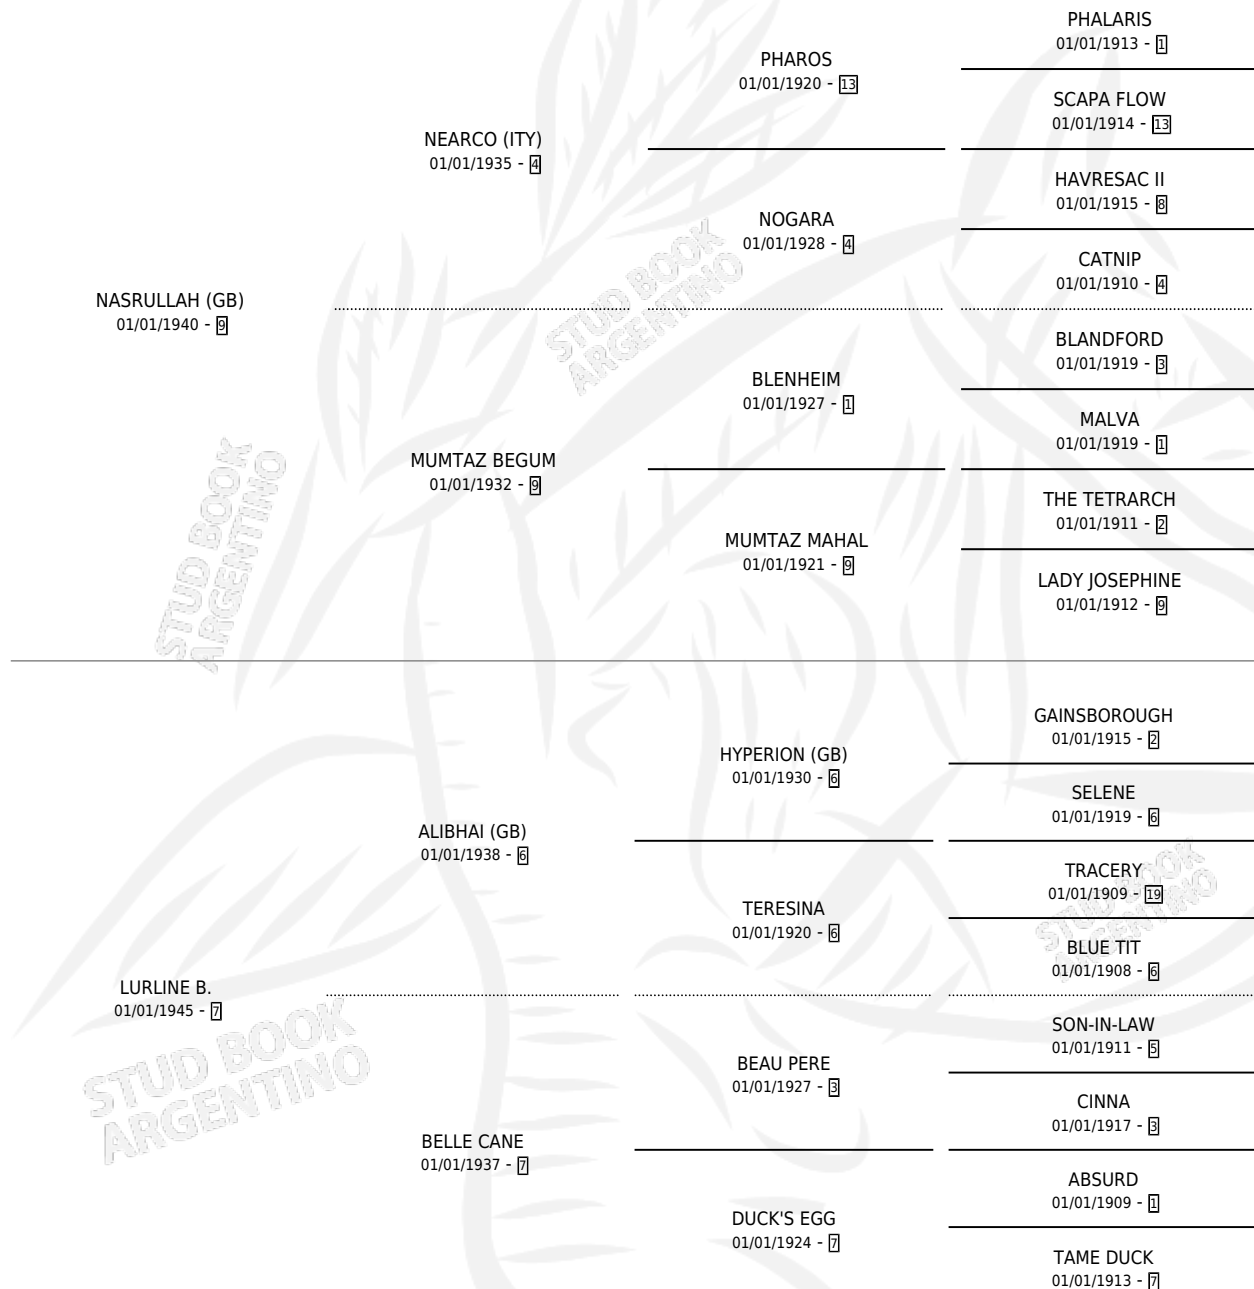 PHALARIS
01/01/1913 - 1
PHAROS
01/01/1920 - 13
SCAPA FLOW
01/01/1914 - 13
NEARCO (ITY)
01/01/1935 - 4
HAVRESAC II
01/01/1915 - 8
NOGARA
01/01/1928 - 4
CATNIP
01/01/1910 - 4
NASRULLAH (GB)
01/01/1940 - 9
STUD BOOK
ARGENTINO
BLANDFORD
01/01/1919 - 3
BLENHEIM
01/01/1927 - 1
MALVA
01/01/1919 - 1
MUMTAZ BEGUM
01/01/1932 - 9
THE TETRARCH
01/01/1911 - 2
MUMTAZ MAHAL
01/01/1921 - 9
LADY JOSEPHINE
01/01/1912 - 9
STUD BOOK
ARGENTINO
GAINSBOROUGH
01/01/1915 - 2
HYPERION (GB)
01/01/1930 - 6
SELENE
01/01/1919 - 6
ALIBHAI (GB)
01/01/1938 - 6
TRACERY
01/01/1909 - 19
TERESINA
01/01/1920 - 6
STUD BOOK
ARGENTINO
BLUE TIT
01/01/1908 - 6
LURLINE B.
01/01/1945 - 7
STUD BOOK
ARGENTINO
SON-IN-LAW
01/01/1911 - 5
BEAU PERE
01/01/1927 - 3
CINNA
01/01/1917 - 3
BELLE CANE
01/01/1937 - 7
ABSURD
01/01/1909 - 1
DUCK'S EGG
01/01/1924 - 7
TAME DUCK
01/01/1913 - 7